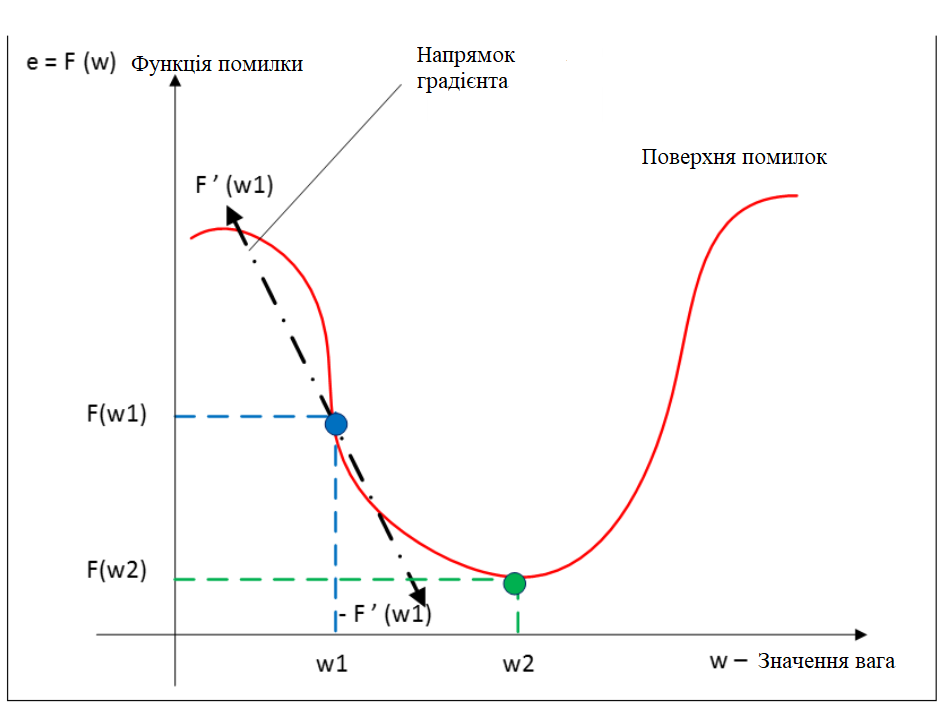 e = F (w) Функція помилки
Напрямок
градієнта
Поверхня помилок
F ’ (w1)
F(w1)
F(w2)
- F ’ (w1)
w1
w2
w – Значення вага